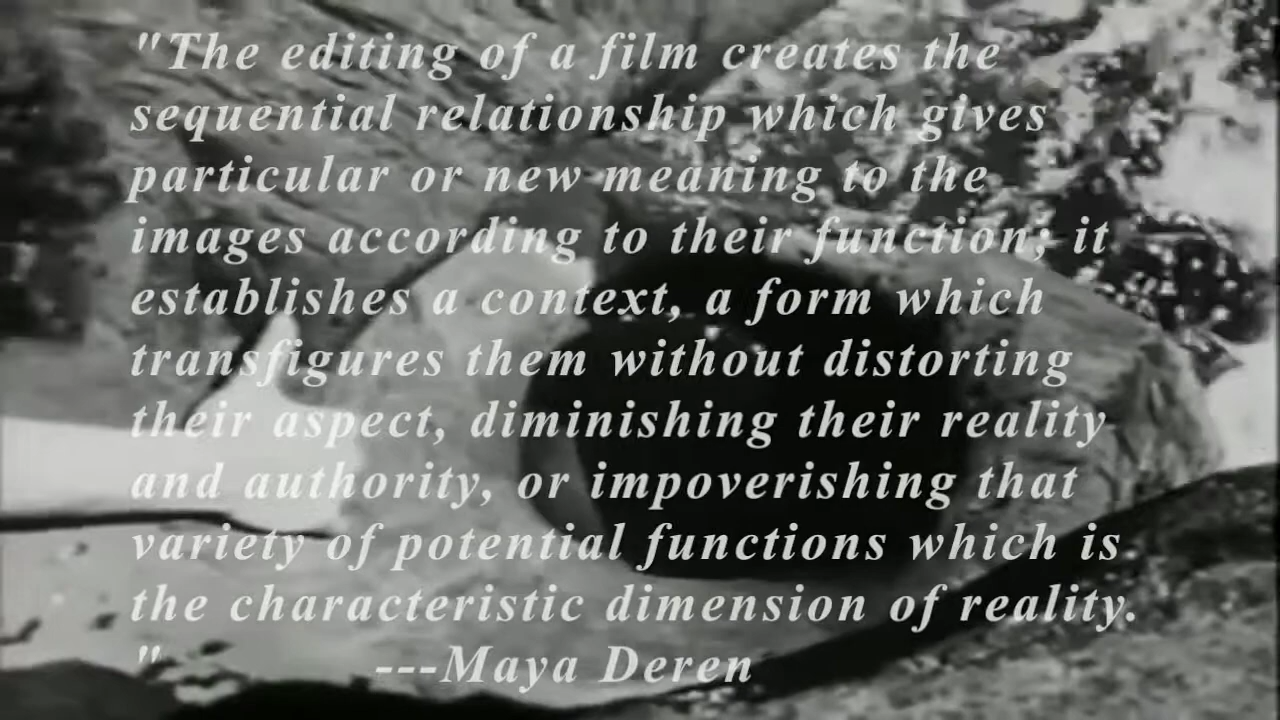 "The editing of a film creates the
sequential relationship which gives
particular or new meaning to the
images according to their function; it
establishes a context, a form which
transfigures them without distorting
their aspect, diminishing their reality
and authority, or impoverishing that
variety of potential functions which is
the characteristic dimension of reality.
" ---Maya Deren